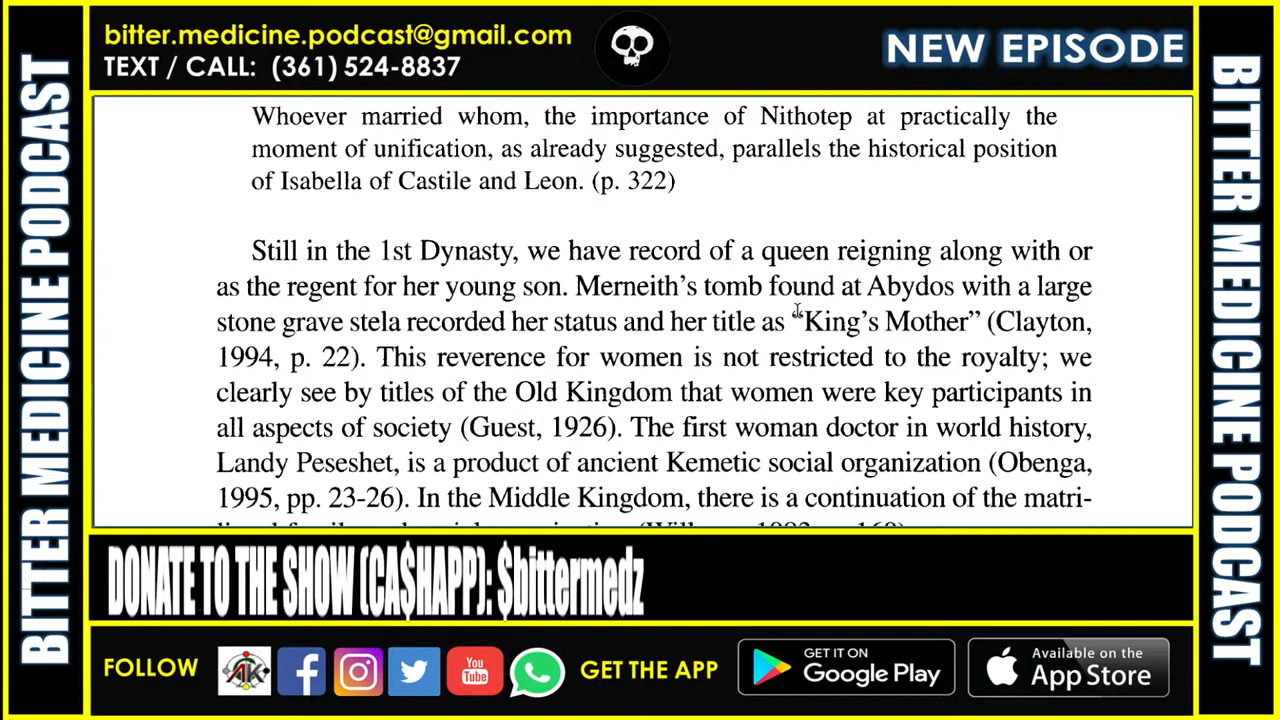 bitter.medicine.podcast@gmail.com
TEXT / CALL: (361) 524-8837
NEW EPISODE
BITTER MEDICINE PODCAST
Whoever married whom, the importance of Nithotep at practically the
moment of unification, as already suggested, parallels the historical position
of Isabella of Castile and Leon. (p. 322)
Still in the 1st Dynasty, we have record of a queen reigning along with or
as the regent for her young son. Merneith's tomb found at Abydos with a large
stone grave stela recorded her status and her title as “King's Mother” (Clayton,
1994, p. 22). This reverence for women is not restricted to the royalty; we
clearly see by titles of the Old Kingdom that women were key participants in
all aspects of society (Guest, 1926). The first woman doctor in world history,
Landy Peseshet, is a product of ancient Kemetic social organization (Obenga,
1995, pp. 23-26). In the Middle Kingdom, there is a continuation of the matri-
BITTER MEDICINE PODCAST
DONATE TO THE SHOW (CA$HAPP): $bittermedz
FOLLOW
You
Tube
GET THE APP
GET IT ON
Google Play
Available on the
App Store